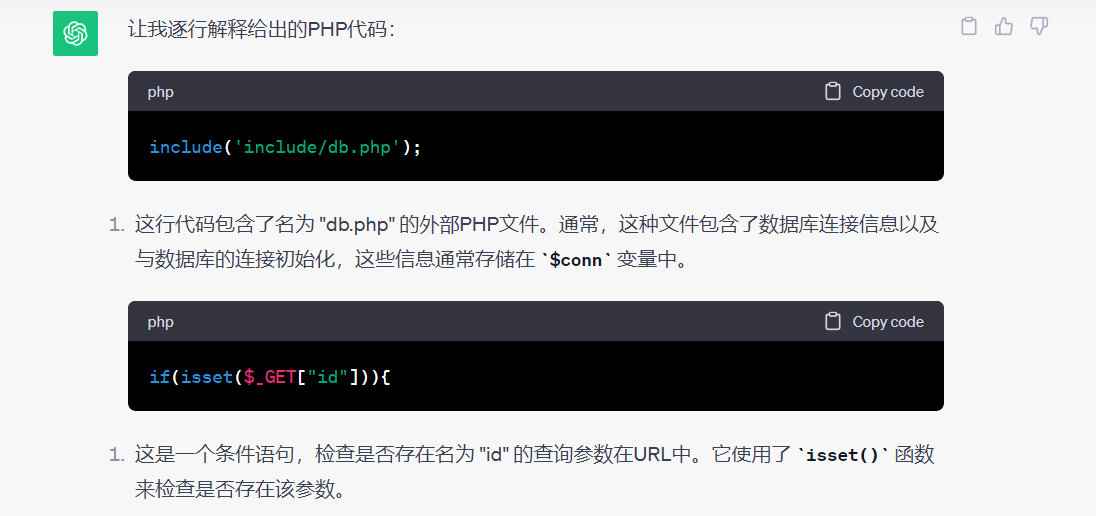 让我逐行解释给出的PHP代码：
php
Copy code
include('include/db.php');
1. 这行代码包含了名为 "db.php" 的外部PHP文件。通常，这种文件包含了数据库连接信息以及
与数据库的连接初始化，这些信息通常存储在 `$conn` 变量中。
php
Copy code
if(isset($_GET["id"])){
1. 这是一个条件语句，检查是否存在名为 "id" 的查询参数在URL中。它使用了 `isset()` 函数
来检查是否存在该参数。